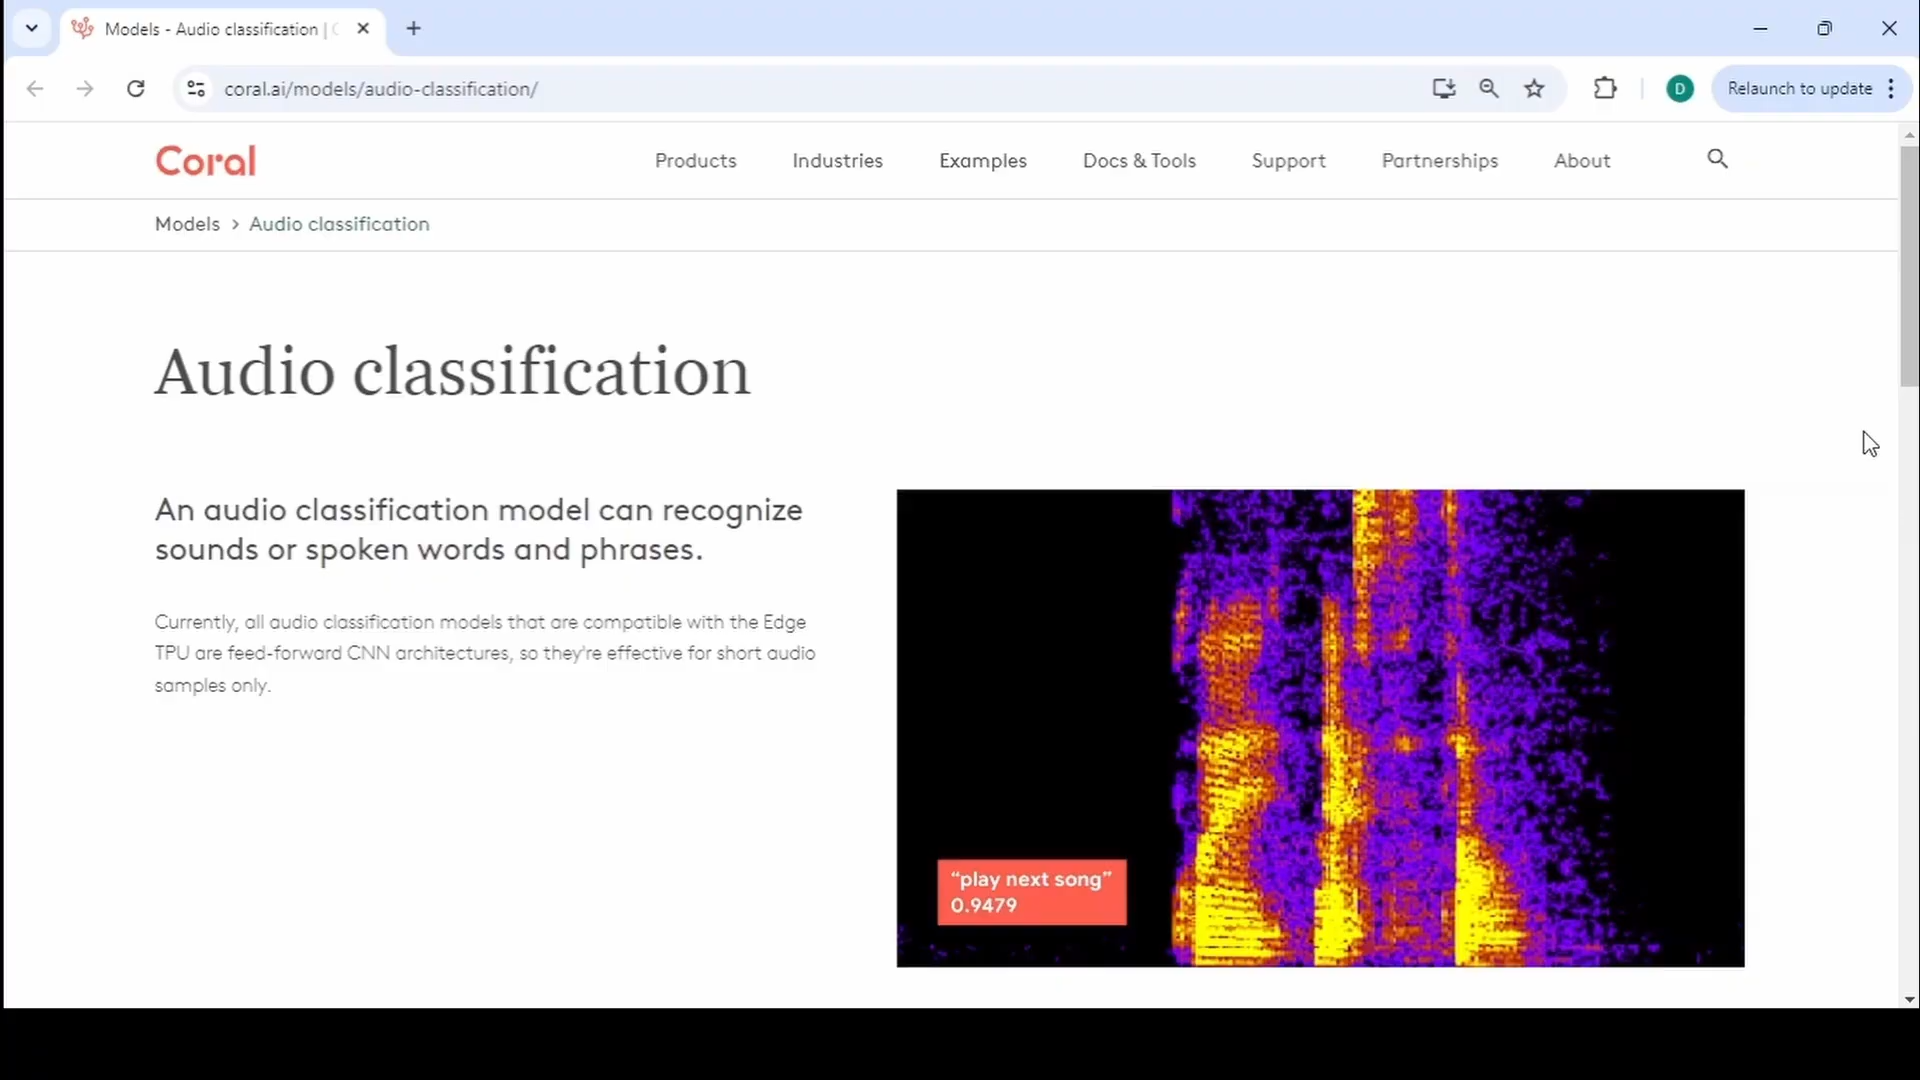 Models - Audio classification |
coral.ai/models/audio-classification/
D
Relaunch to update
Coral
Products
Industries
Examples
Docs & Tools
Support
Partnerships
About
Models > Audio classification
Audio classification
An audio classification model can recognize
sounds or spoken words and phrases.
Currently, all audio classification models that are compatible with the Edge
TPU are feed-forward CNN architectures, so they're effective for short audio
samples only.
“play next song”
0.9479